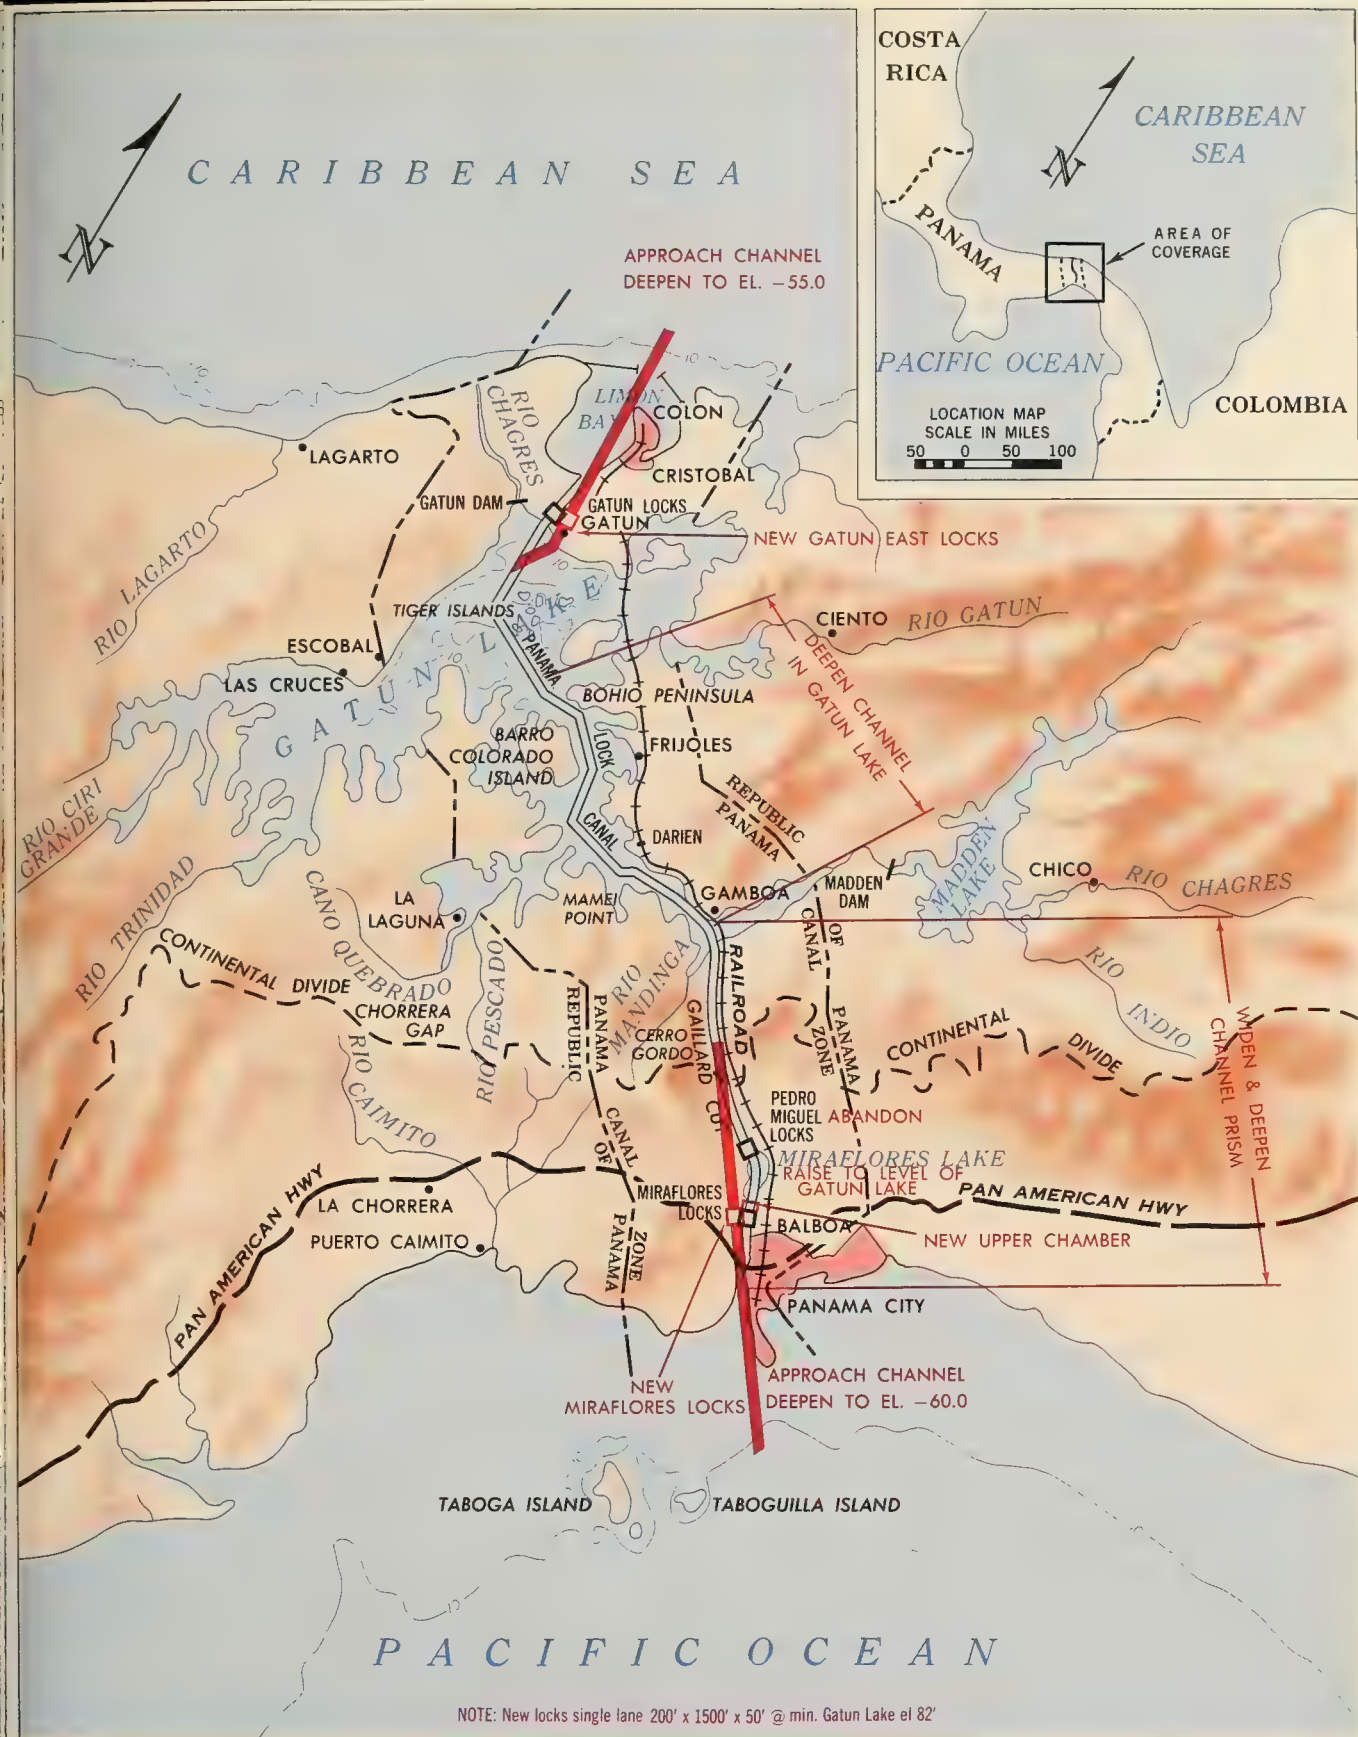 COSTA
RICA
CARIBBEAN
SEA
N
PANAMA
AREA OF
COVERAGE
PACIFIC OCEAN
COLOMBIA
LOCATION MAP
SCALE IN MILES
50 0 50 100
N
CARIBBEAN SEA
APPROACH CHANNEL
DEEPEN TO EL. –55.0
10
10
LIMON
BAY
COLON
RIO
CHAGRES
LAGARTO
CRISTOBAL
GATUN DAM
GATUN LOCKS
GATUN
NEW GATUN EAST LOCKS
RIO LAGARTO
10
TIGER ISLANDS
GATUN LAKE
CIENTO
RIO GATUN
ESCOBAL
LAS CRUCES
10
PANAMA
LOCK
CANAL
BOHIO PENINSULA
DEEPEN CHANNEL
IN GATUN LAKE
BARRO
COLORADO
ISLAND
FRIJOLES
REPUBLIC OF PANAMA
PANAMA CANAL ZONE
RIO CIRI
GRANDE
DARIEN
MADDEN
LAKE
MADDEN
DAM
CHICO
RIO CHAGRES
RIO TRINIDAD
CANO QUEBRADO
LA
LAGUNA
MAMEI
POINT
GAMBOA
RIO PESCADO
RIO
MANDINGA
RAILROAD
RIO
INDIO
CONTINENTAL DIVIDE
CHORRERA
GAP
REPUBLIC OF PANAMA
PANAMA CANAL ZONE
CERRO
GORDO
GAILLARD CUT
CONTINENTAL DIVIDE
WIDEN & DEEPEN
CHANNEL PRISM
RIO CAIMITO
PEDRO
MIGUEL ABANDON
LOCKS
MIRAFLORES LAKE
RAISE TO LEVEL OF
GATUN LAKE
PAN AMERICAN HWY
PAN AMERICAN HWY
LA CHORRERA
MIRAFLORES
LOCKS
BALBOA
NEW UPPER CHAMBER
PUERTO CAIMITO
PANAMA CITY
NEW
MIRAFLORES LOCKS
APPROACH CHANNEL
DEEPEN TO EL. –60.0
TABOGA ISLAND
TABOGUILLA ISLAND
10
PACIFIC OCEAN
NOTE: New locks single lane 200' x 1500' x 50' @ min. Gatun Lake el 82'